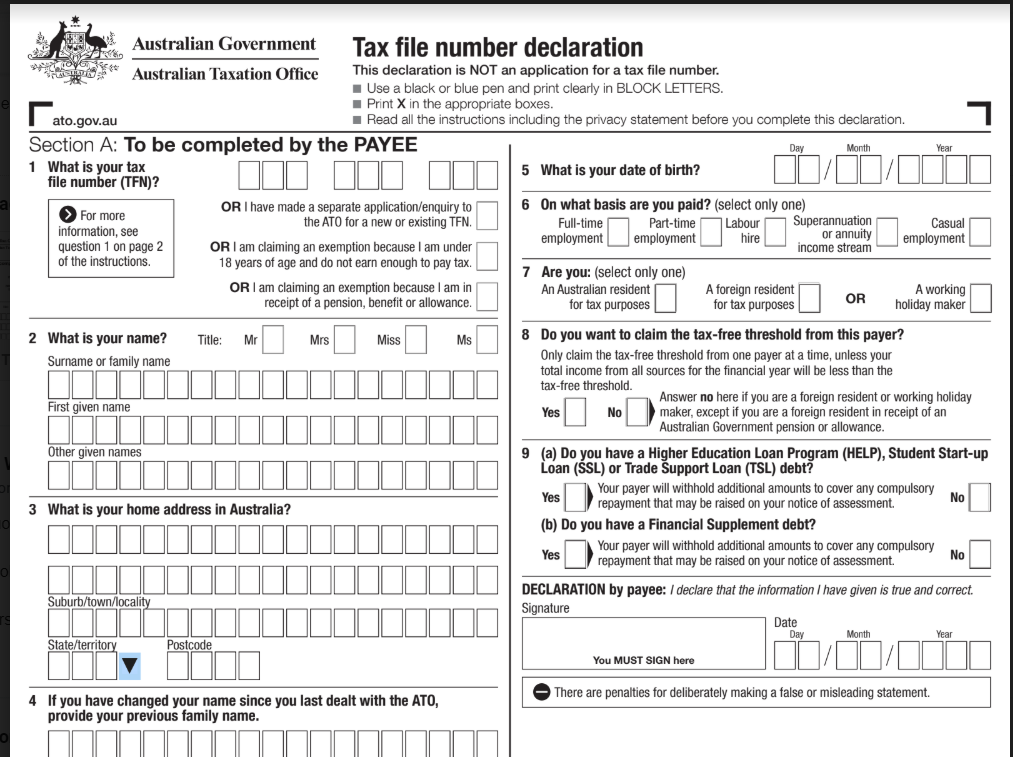 Australian Government
Australian Taxation Office
ato.gov.au
Tax file number declaration
This declaration is NOT an application for a tax file number.
■ Use a black or blue pen and print clearly in BLOCK LETTERS.
■ Print X in the appropriate boxes.
■ Read all the instructions including the privacy statement before you complete this declaration.
Section A: To be completed by the PAYEE
1 What is your tax
file number (TFN)?
For more
information, see
question 1 on page 2
of the instructions.
OR I have made a separate application/enquiry to
the ATO for a new or existing TFN.
OR I am claiming an exemption because I am under
18 years of age and do not earn enough to pay tax.
OR I am claiming an exemption because I am in
receipt of a pension, benefit or allowance.
2 What is your name? Title: Mr Mrs Miss Ms
Surname or family name
First given name
Other given names
3 What is your home address in Australia?
Suburb/town/locality
State/territory Postcode
4 If you have changed your name since you last dealt with the ATO,
provide your previous family name.
5 What is your date of birth?
Day Month Year
/ /
6 On what basis are you paid? (select only one)
Full-time
employment
Part-time
employment
Labour
hire
Superannuation
or annuity
income stream
Casual
employment
7 Are you: (select only one)
An Australian resident
for tax purposes
A foreign resident
for tax purposes
OR
A working
holiday maker
8 Do you want to claim the tax-free threshold from this payer?
Only claim the tax-free threshold from one payer at a time, unless your
total income from all sources for the financial year will be less than the
tax-free threshold.
Yes No
Answer no here if you are a foreign resident or working holiday
maker, except if you are a foreign resident in receipt of an
Australian Government pension or allowance.
9 (a) Do you have a Higher Education Loan Program (HELP), Student Start-up
Loan (SSL) or Trade Support Loan (TSL) debt?
Yes
Your payer will withhold additional amounts to cover any compulsory
repayment that may be raised on your notice of assessment.
No
(b) Do you have a Financial Supplement debt?
Yes
Your payer will withhold additional amounts to cover any compulsory
repayment that may be raised on your notice of assessment.
No
DECLARATION by payee: I declare that the information I have given is true and correct.
Signature
You MUST SIGN here
Date
Day Month Year
/ /
There are penalties for deliberately making a false or misleading statement.